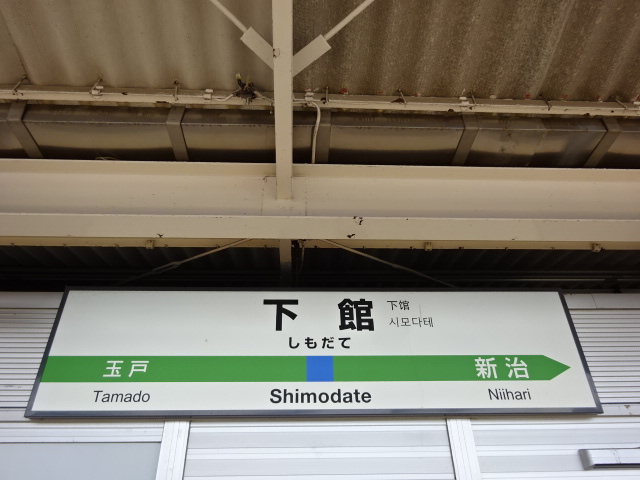 下館
下馆
시모다테
しもだて
玉戸
新治
Tamado
Shimodate
Niihari